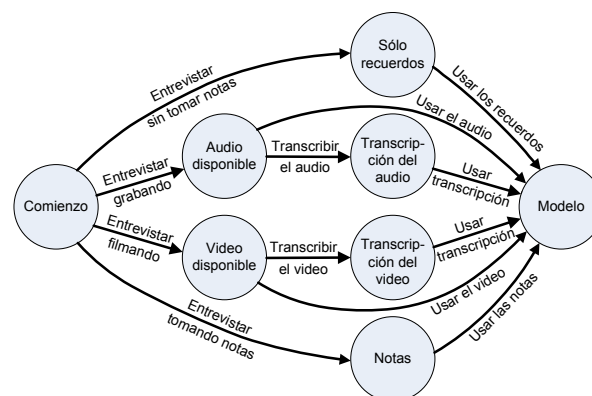 Sólo
recuerdos
Entrevistar
sin tomar notas
Usar los recuerdos
Usar el audio
Audio
disponible
Transcribir
el audio
Transcrip-
ción del
audio
Entrevistar
grabando
Usar
transcripción
Comienzo
Modelo
Entrevistar
filmando
Video
disponible
Transcribir
el video
Transcrip-
ción del
video
Usar
transcripción
Usar el video
Entrevistar
tomando notas
Usar las notas
Notas